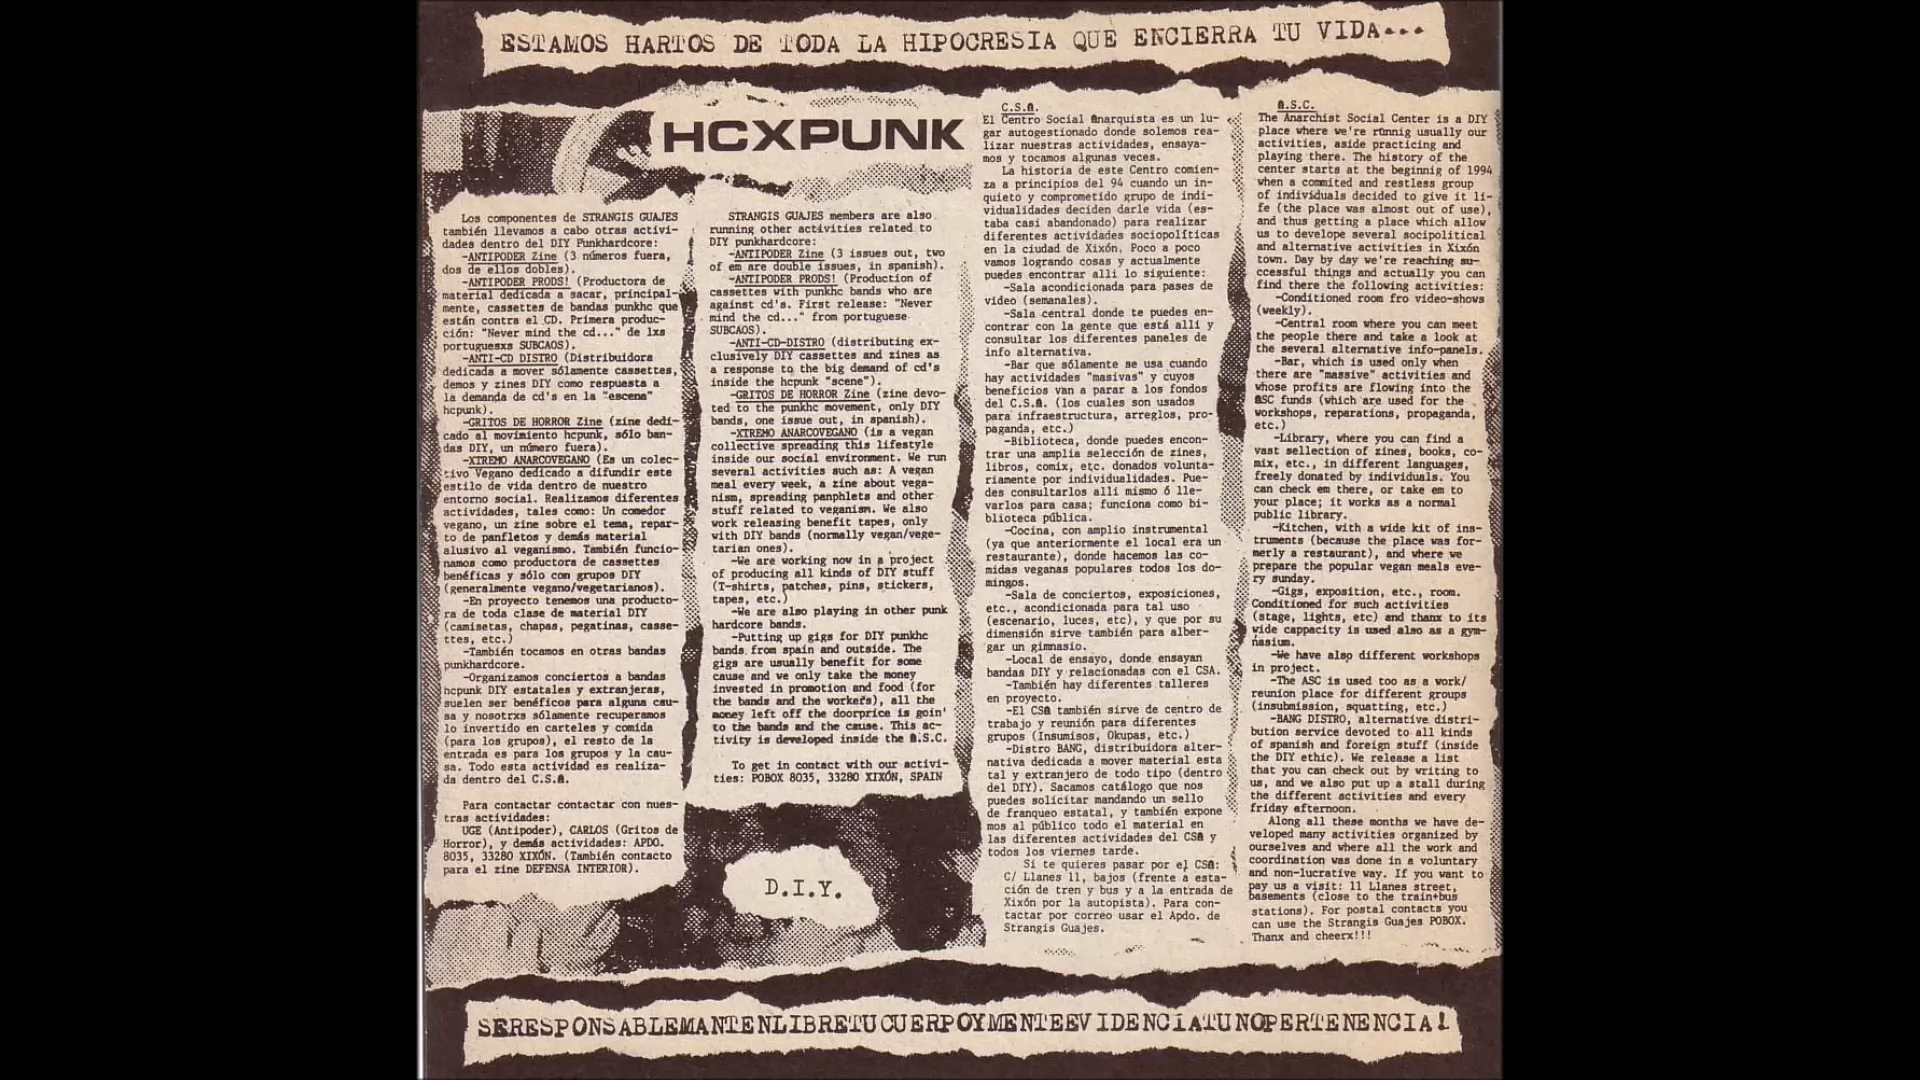 ESTAMOS HARTOS DE TODA LA HIPOCRESIA QUE ENCIERRA TU VIDA...
HCXPUNK
Los componentes de STRANGIS GUAJES
también llevamos a cabo otras activi-
dades dentro del DIY Punkhardcore:
-ANTIPODER Zine (3 números fuera,
dos de ellos dobles).
-ANTIPODER PRODS! (Productora de
material dedicada a sacar, principal-
mente, cassettes de bandas punkhc que
están contra el CD. Primera produc-
ción: "Never mind the cd..." de lxs
portuguesxs SUBCAOS).
-ANTI-CD DISTRO (Distribuidora
dedicada a mover sólamente cassettes,
demos y zines DIY como respuesta a
la demanda de cd's en la "escena"
hcpunk).
-GRITOS DE HORROR Zine (zine dedi-
cado al movimiento hcpunk, sólo ban-
das DIY, un número fuera).
-XTREMO ANARCOVEGANO (Es un colec-
tivo Vegano dedicado a difundir este
estilo de vida dentro de nuestro
entorno social. Realizamos diferentes
actividades, tales como: Un comedor
vegano, un zine sobre el tema, repar-
to de panfletos y demás material
alusivo al veganismo. También funcio-
namos como productora de cassettes
benéficas y sólo con grupos DIY
(generalmente vegano/vegetarianos).
-En proyecto tenemos una producto-
ra de toda clase de material DIY
(camisetas, chapas, pegatinas, casse-
ttes, etc.)
-También tocamos en otras bandas
punkhardcore.
-Organizamos conciertos a bandas
hcpunk DIY estatales y extranjeras,
suelen ser benéficos para alguna cau-
sa y nosotrxs sólamente recuperamos
lo invertido en carteles y comida
(para los grupos), el resto de la
entrada es para los grupos y la cau-
sa. Todo esta actividad es realiza-
da dentro del C.S.A.
Para contactar contactar con nues-
tras actividades:
UGE (Antipoder), CARLOS (Gritos de
Horror), y demás actividades: APDO.
8035, 33280 XIXÓN. (También contacto
para el zine DEFENSA INTERIOR).
STRANGIS GUAJES members are also
running other activities related to
DIY punkhardcore:
-ANTIPODER Zine (3 issues out, two
of em are double issues, in spanish).
-ANTIPODER PRODS! (Production of
cassettes with punkhc bands who are
against cd's. First release: "Never
mind the cd..." from portuguese
SUBCAOS).
-ANTI-CD-DISTRO (distributing ex-
clusively DIY cassettes and zines as
a response to the big demand of cd's
inside the hcpunk "scene").
-GRITOS DE HORROR Zine (zine devo-
ted to the punkhc movement, only DIY
bands, one issue out, in spanish).
-XTREMO ANARCOVEGANO (is a vegan
collective spreading this lifestyle
inside our social environment. We run
several activities such as: A vegan
meal every week, a zine about vega-
nism, spreading panphlets and other
stuff related to veganism. We also
work releasing benefit tapes, only
with DIY bands (normally vegan/vege-
tarian ones).
-We are working now in a project
of producing all kinds of DIY stuff
(T-shirts, patches, pins, stickers,
tapes, etc.)
-We are also playing in other punk
hardcore bands.
-Putting up gigs for DIY punkhc
bands from spain and outside. The
gigs are usually benefit for some
cause and we only take the money
invested in promotion and food (for
the bands and the workers), all the
money left off the doorprice is goin'
to the bands and the cause. This ac-
tivity is developed inside the A.S.C.
To get in contact with our activi-
ties: POBOX 8035, 33280 XIXÓN, SPAIN
D.I.Y.
C.S.A.
El Centro Social Anarquista es un lu-
gar autogestionado donde solemos rea-
lizar nuestras actividades, ensaya-
mos y tocamos algunas veces.
La historia de este Centro comien-
za a principios del 94 cuando un in-
quieto y comprometido grupo de indi-
vidualidades deciden darle vida (es-
taba casi abandonado) para realizar
diferentes actividades sociopolíticas
en la ciudad de Xixón. Poco a poco
vamos logrando cosas y actualmente
puedes encontrar allí lo siguiente:
-Sala acondicionada para pases de
video (semanales).
-Sala central donde te puedes en-
contrar con la gente que está allí y
consultar los diferentes paneles de
info alternativa.
-Bar que sólamente se usa cuando
hay actividades "masivas" y cuyos
beneficios van a parar a los fondos
del C.S.A. (los cuales son usados
para infraestructura, arreglos, pro-
paganda, etc.)
-Biblioteca, donde puedes encon-
trar una amplia selección de zines,
libros, comix, etc. donados volunta-
riamente por individualidades. Pue-
des consultarlos allí mismo ó lle-
varlos para casa; funciona como bi-
blioteca pública.
-Cocina, con amplio instrumental
(ya que anteriormente el local era un
restaurante), donde hacemos las co-
midas veganas populares todos los do-
mingos.
-Sala de conciertos, exposiciones,
etc., acondicionada para tal uso
(escenario, luces, etc), y que por su
dimensión sirve también para alber-
gar un gimnasio.
-Local de ensayo, donde ensayan
bandas DIY y relacionadas con el CSA.
-También hay diferentes talleres
en proyecto.
-El CSA también sirve de centro de
trabajo y reunión para diferentes
grupos (Insumisos, Okupas, etc.)
-Distro BANG, distribuidora alter-
nativa dedicada a mover material esta
tal y extranjero de todo tipo (dentro
del DIY). Sacamos catálogo que nos
puedes solicitar mandando un sello
de franqueo estatal, y también expone
mos al público todo el material en
las diferentes actividades del CSA y
todos los viernes tarde.
Si te quieres pasar por el CSA:
C/ Llanes 11, bajos (frente a esta-
ción de tren y bus y a la entrada de
Xixón por la autopista). Para con-
tactar por correo usar el Apdo. de
Strangis Guajes.
A.S.C.
The Anarchist Social Center is a DIY
place where we're runnig usually our
activities, aside practicing and
playing there. The history of the
center starts at the beginnig of 1994
when a commited and restless group
of individuals decided to give it li-
fe (the place was almost out of use),
and thus getting a place which allow
us to develope several socipolitical
and alternative activities in Xixón
town. Day by day we're reaching su-
ccessful things and actually you can
find there the following activities:
-Conditioned room fro video-shows
(weekly).
-Central room where you can meet
the people there and take a look at
the several alternative info-panels.
-Bar, which is used only when
there are "massive" activities and
whose profits are flowing into the
ASC funds (which are used for the
workshops, reparations, propaganda,
etc.)
-Library, where you can find a
vast sellection of zines, books, co-
mix, etc., in different languages,
freely donated by individuals. You
can check em there, or take em to
your place; it works as a normal
public library.
-Kitchen, with a wide kit of ins-
truments (because the place was for-
merly a restaurant), and where we
prepare the popular vegan meals eve-
ry sunday.
-Gigs, exposition, etc., room.
Conditioned for such activities
(stage, lights, etc) and thanx to its
wide cappacity is used also as a gym-
nasium.
-We have also different workshops
in project.
-The ASC is used too as a work/
reunion place for different groups
(insubmission, squatting, etc.)
-BANG DISTRO, alternative distri-
bution service devoted to all kinds
of spanish and foreign stuff (inside
the DIY ethic). We release a list
that you can check out by writing to
us, and we also put up a stall during
the different activities and every
friday afternoon.
Along all these months we have de-
veloped many activities organized by
ourselves and where all the work and
coordination was done in a voluntary
and non-lucrative way. If you want to
pay us a visit: 11 Llanes street,
basements (close to the train+bus
stations). For postal contacts you
can use the Strangis Guajes POBOX.
Thanx and cheerx!!!
SERESPONSABLEMANTENLIBRETUCUERPOYMENTEEVIDENCIATUNOPERTENENCIA!